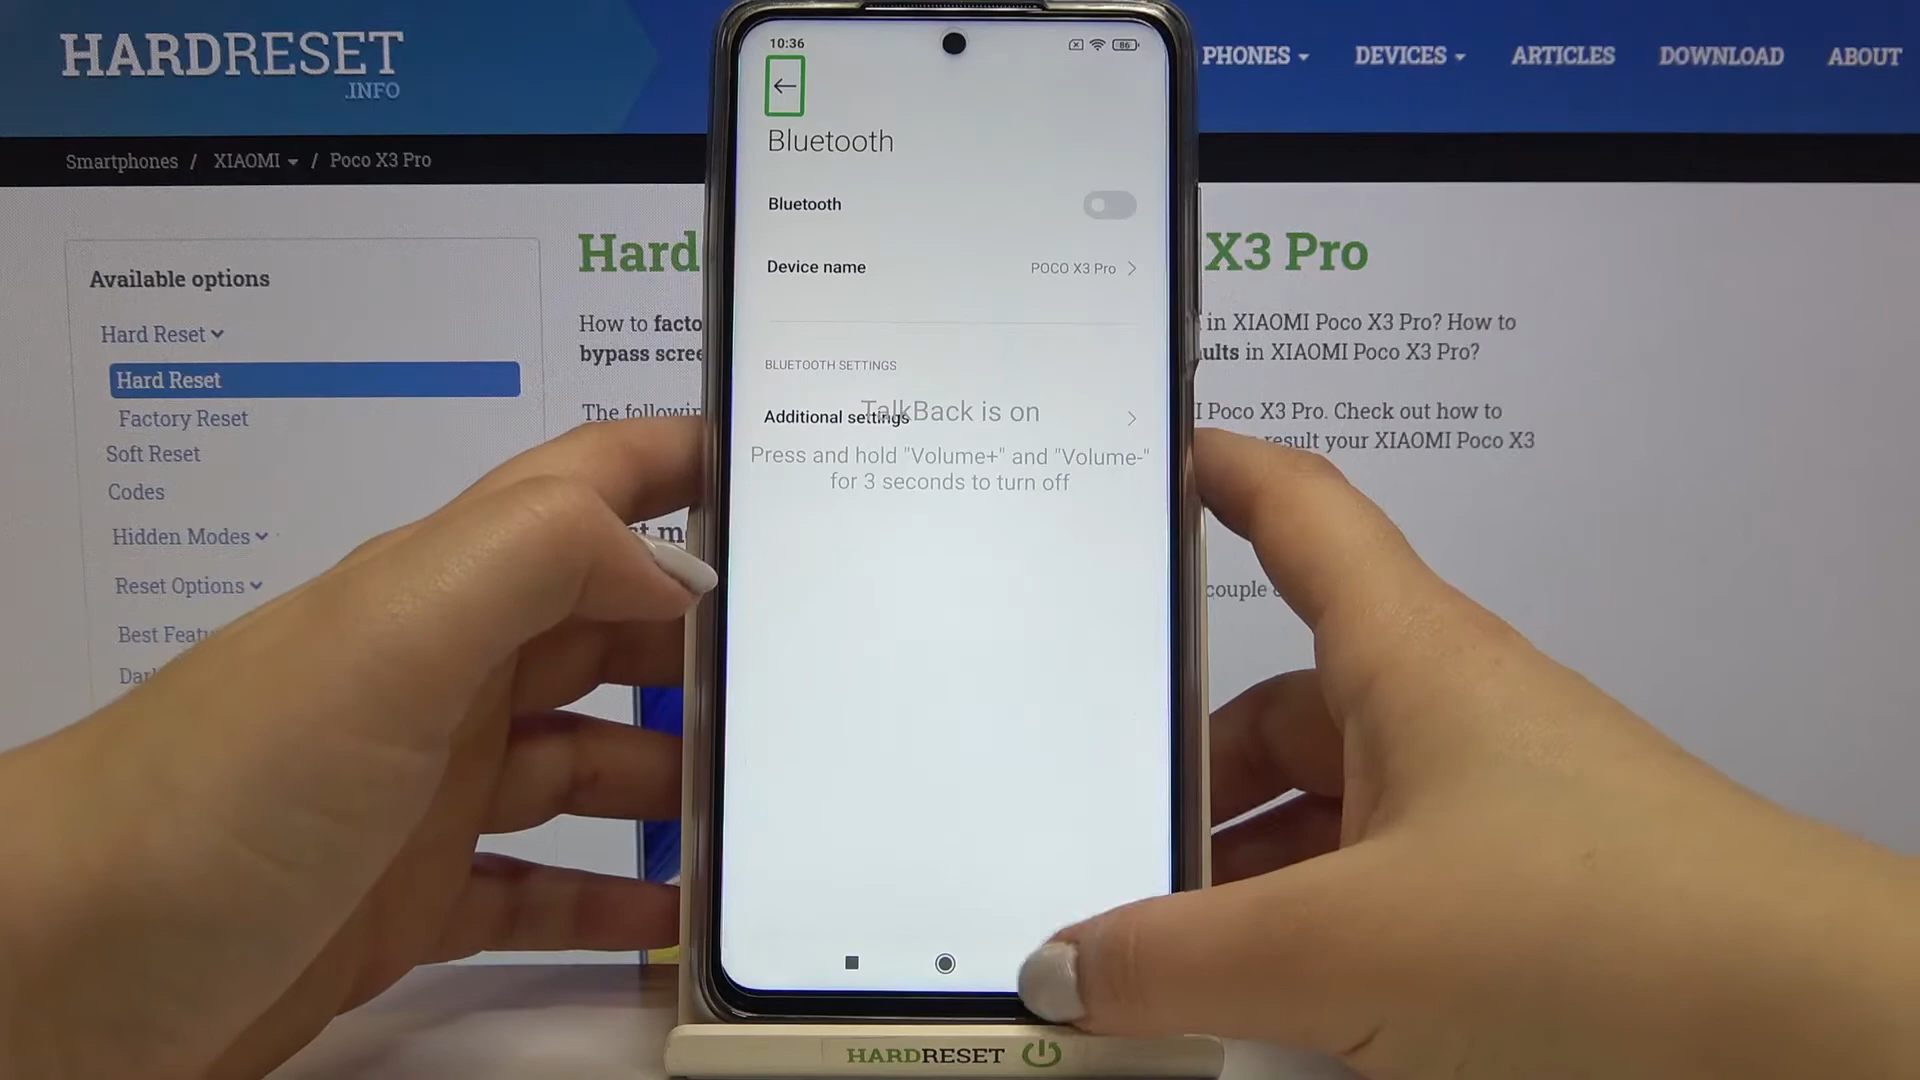 HARDRESET
.INFO
PHONES
DEVICES
ARTICLES
DOWNLOAD
ABOUT
Smartphones / XIAOMI / Poco X3 Pro
Available options
Hard Reset
Hard Reset
Factory Reset
Soft Reset
Codes
Hidden Modes
Reset Options
Best
Hard
X3 Pro
How to
in XIAOMI Poco X3 Pro? How to
bypass
in XIAOMI Poco X3 Pro?
The
Poco X3 Pro. Check out how to
result your XIAOMI Poco X3
couple
10:36
86
Bluetooth
Bluetooth
Device name
POCO X3 Pro
BLUETOOTH SETTINGS
Additional settings
TalkBack is on
Press and hold "Volume+" and "Volume-"
for 3 seconds to turn off
HARDRESET